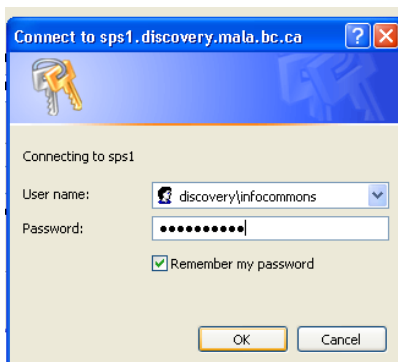 Connect to sps1.discovery.mala.bc.ca
Connecting to sps1
User name: discovery\infocommons
Password: ••••••••••
Remember my password
OK Cancel